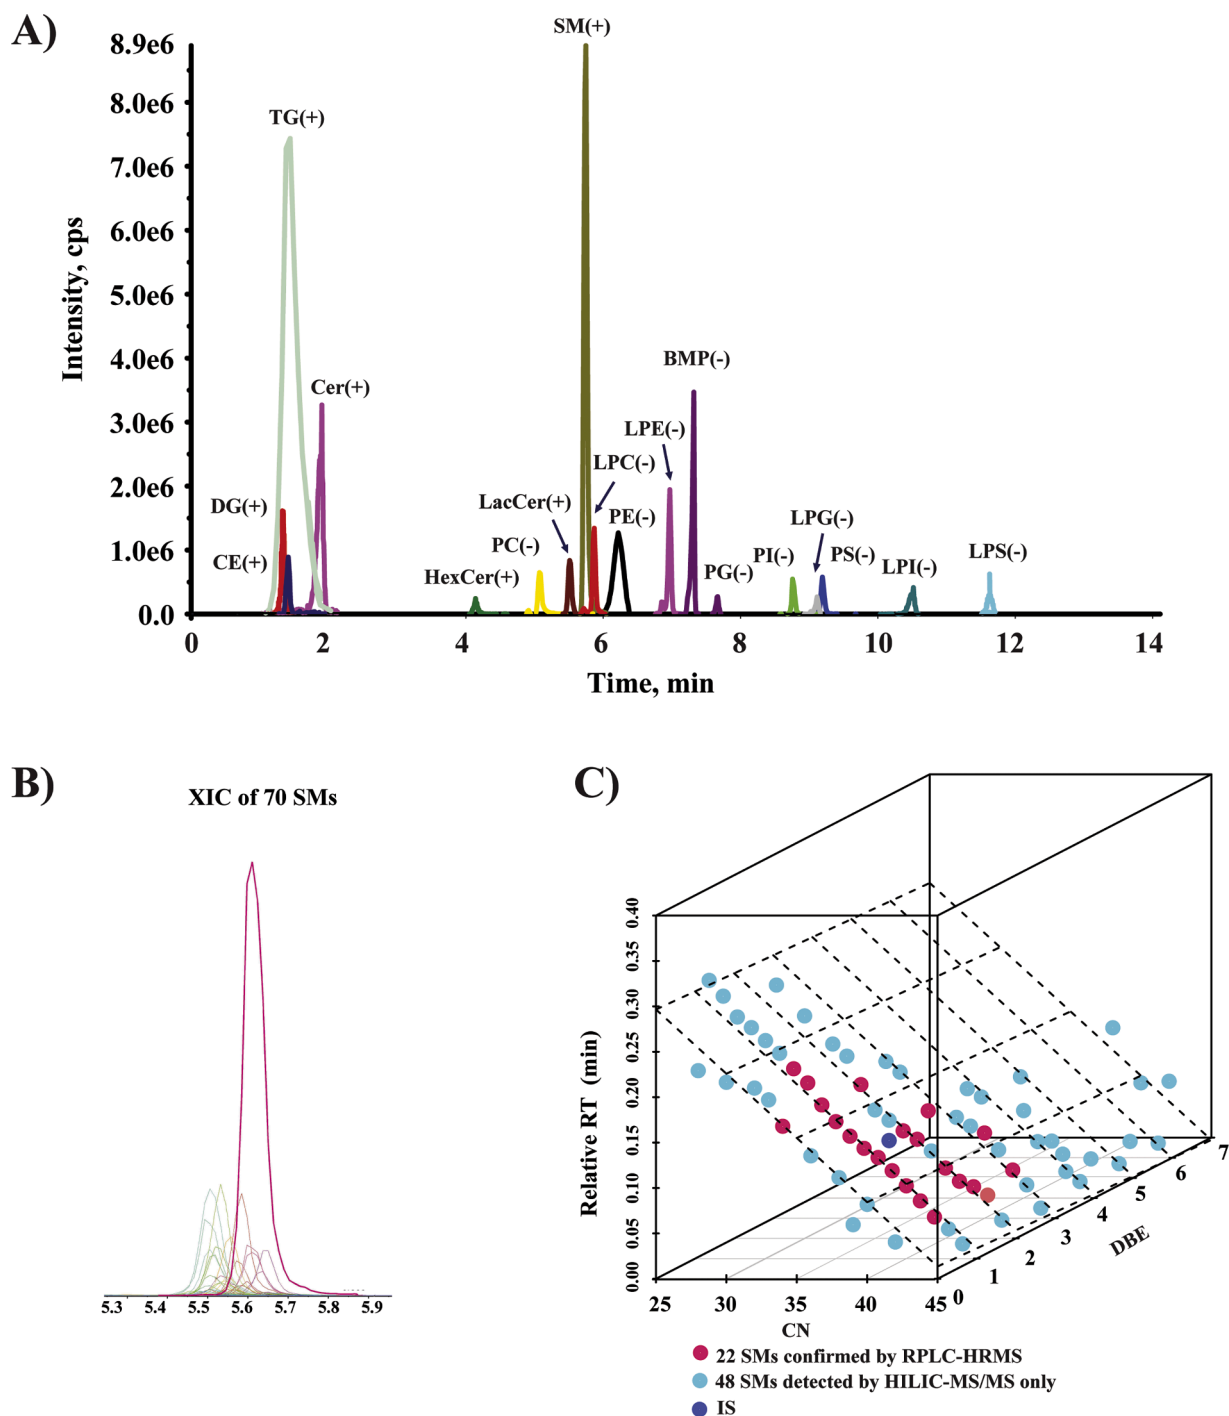 A)
SM(+)
8.9e6
8.0e6
7.0e6
6.0e6
5.0e6
4.0e6
3.0e6
2.0e6
1.0e6
0.0
Intensity, cps
TG(+)
Cer(+)
BMP(-)
LPE(-)
LPC(-)
LacCer(+)
PE(-)
DG(+)
CE(+)
PC(-)
HexCer(+)
LPG(-)
PI(-)
PS(-)
PG(-)
LPI(-)
LPS(-)
0 2 4 6 8 10 12 14
Time, min
B)
XIC of 70 SMs
5.3 5.4 5.5 5.6 5.7 5.8 5.9
C)
0.40
0.35
0.30
0.25
0.20
0.15
0.10
0.05
0.00
Relative RT (min)
25 30 35 40 45
CN
0 1 2 3 4 5 6 7
DBE
22 SMs confirmed by RPLC-HRMS
48 SMs detected by HILIC-MS/MS only
IS